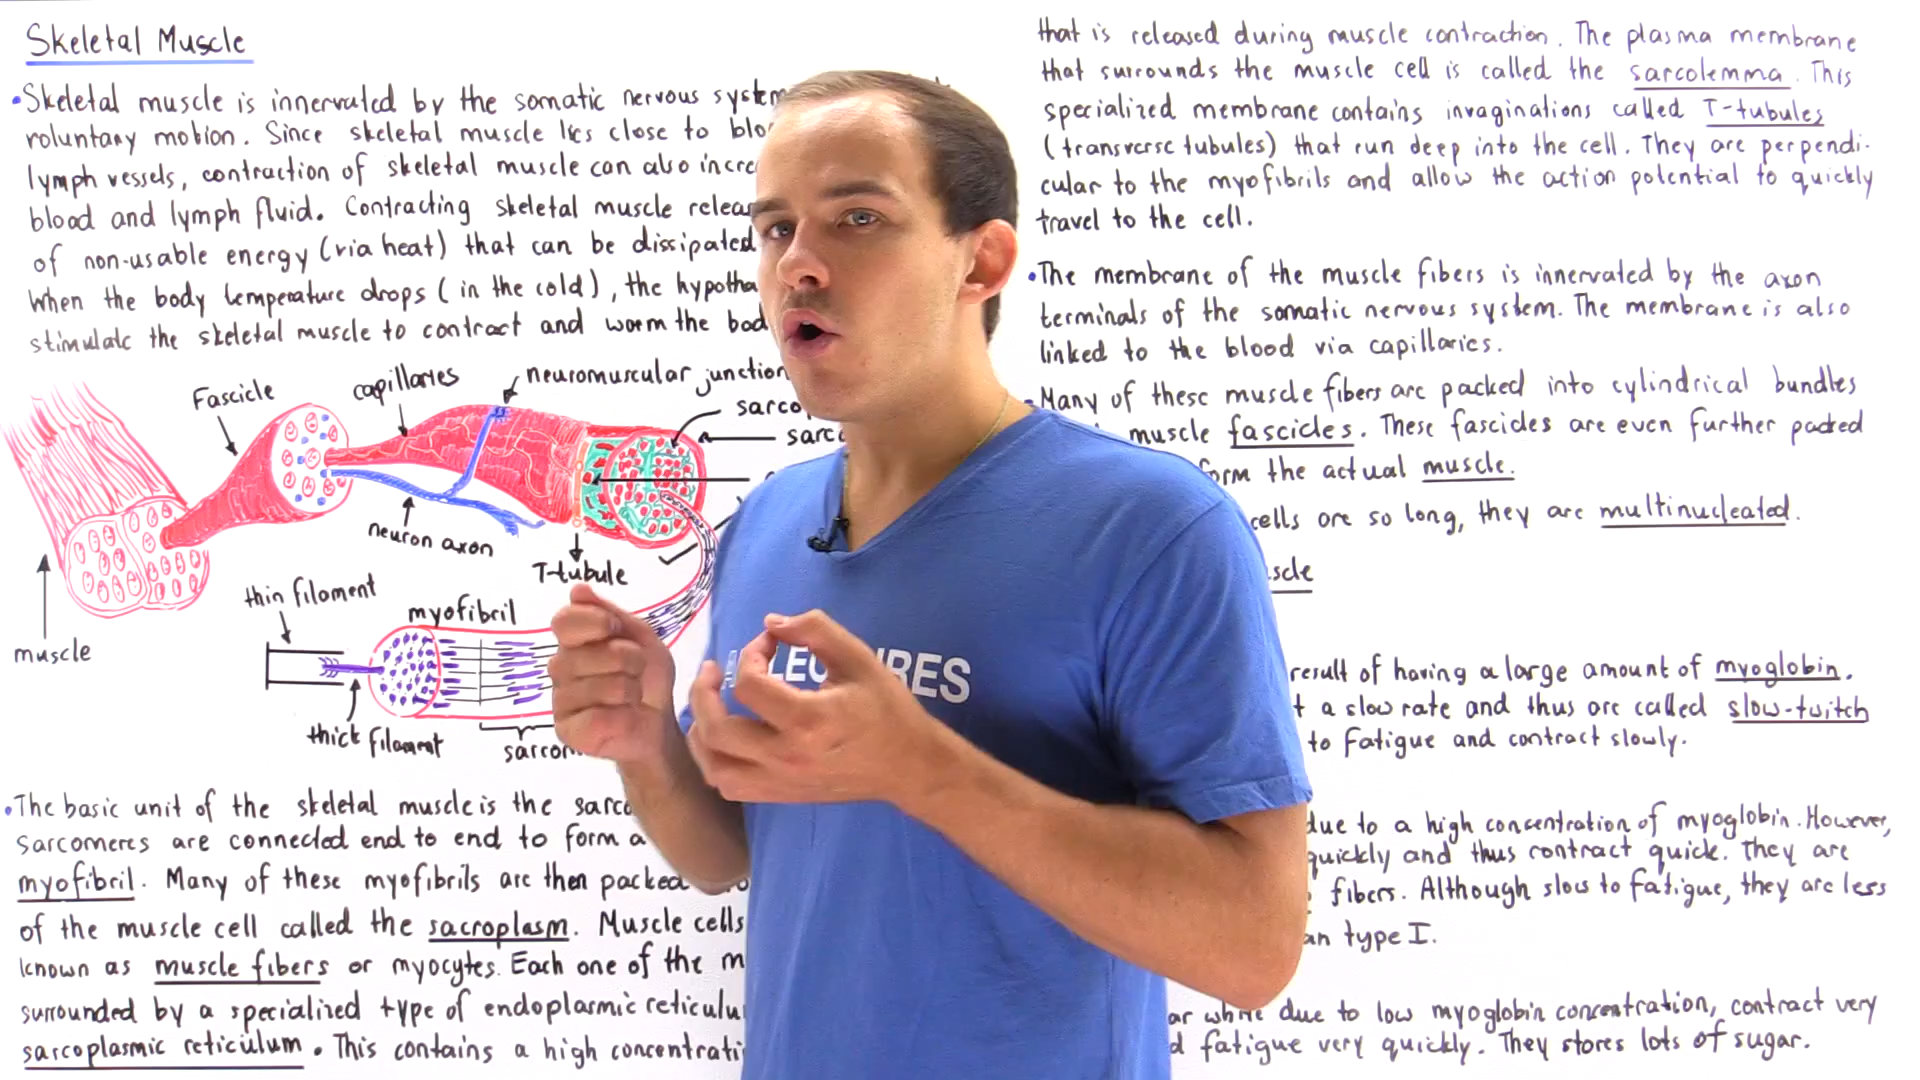 Skeletal Muscle
•Skeletal muscle is innervated by the somatic nervous system
voluntary motion. Since skeletal muscle lies close to
lymph vessels, contraction of skeletal muscle can also
blood and lymph fluid. Contracting skeletal muscle
of non-usable energy (via heat) that can be dissipated
When the body temperature drops (in the cold), the
stimulate the skeletal muscle to contract and warm the
Fascicle
capillaries
neuromuscular junction
neuron axon
T-tubule
muscle
thin filament
myofibril
thick filament
•The basic unit of the skeletal muscle is the
Sarcomeres are connected end to end to form a
myofibril. Many of these myofibrils are then packed
of the muscle cell called the sacroplasm. Muscle cells
known as muscle fibers or myocytes. Each one of the
surrounded by a specialized type of endoplasmic
sarcoplasmic reticulum. This contains a high
that is released during muscle contraction. The plasma membrane
that surrounds the muscle cell is called the sarcolemma. This
specialized membrane contains invaginations called T-tubules
(transverse tubules) that run deep into the cell. They are perpendi-
cular to the myofibrils and allow the action potential to quickly
travel to the cell.
•The membrane of the muscle fibers is innervated by the axon
terminals of the somatic nervous system. The membrane is also
linked to the blood via capillaries.
•Many of these muscle fibers are packed into cylindrical bundles
muscle fascicles. These fascicles are even further packed
the actual muscle.
cells are so long, they are multinucleated.
result of having a large amount of myoglobin.
a slow rate and thus are called slow-twitch
to fatigue and contract slowly.
due to a high concentration of myoglobin. However,
quickly and thus contract quick. They are
fibers. Although slow to fatigue, they are less
type I.
white due to low myoglobin concentration, contract very
fatigue very quickly. They stores lots of sugar.